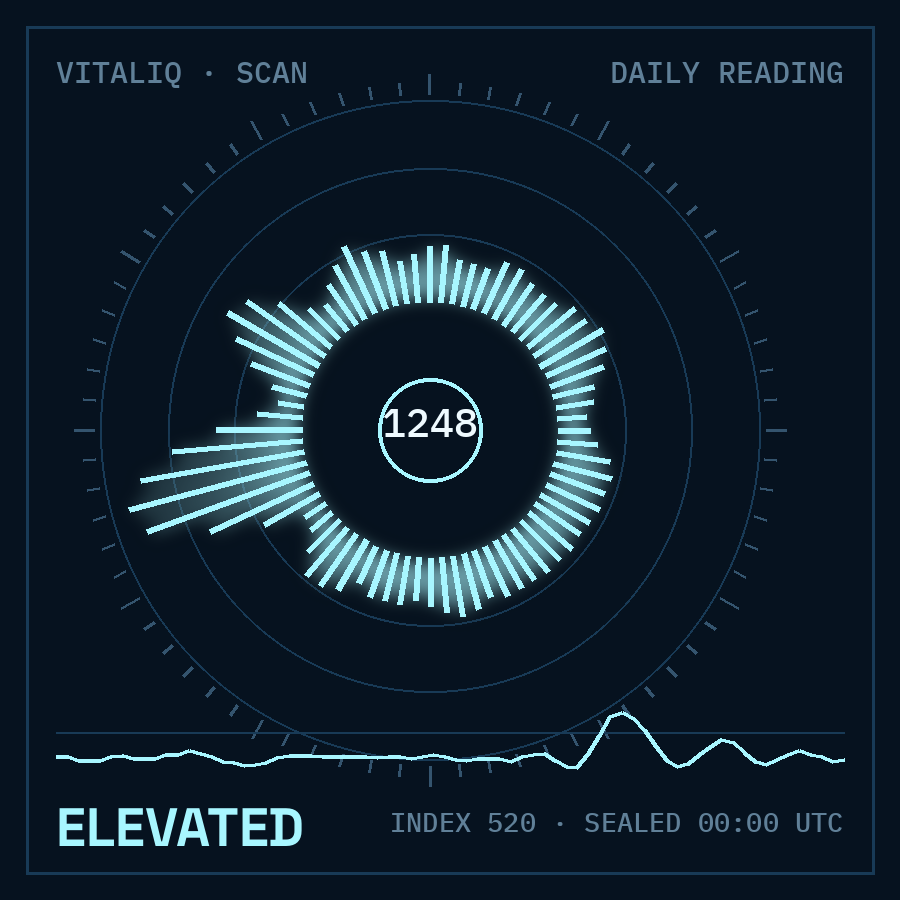 VITALIQ · SCAN
DAILY READING
1248
ELEVATED
INDEX 520 · SEALED 00:00 UTC